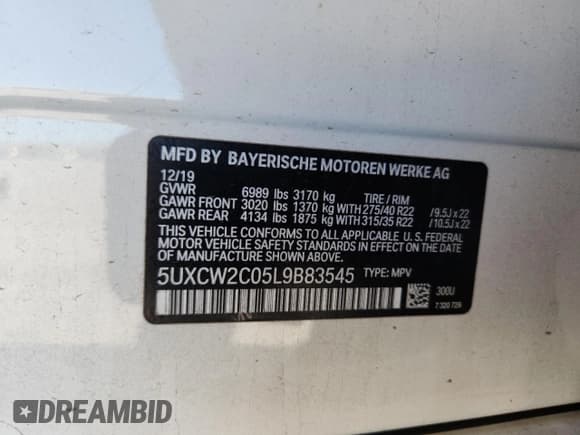 MFD BY BAYERISCHE MOTOREN WERKE AG
12/19
GVWR 6989 lbs 3170 kg TIRE / RIM
GAWR FRONT 3020 lbs 1370 kg WITH 275/40 R22 /9.5J x 22
GAWR REAR 4134 lbs 1875 kg WITH 315/35 R22 /10.5J x 22
THIS VEHICLE CONFORMS TO ALL APPLICABLE U.S. FEDERAL
MOTOR VEHICLE SAFETY STANDARDS IN EFFECT ON THE DATE OF
MANUFACTURE SHOWN ABOVE.
5UXCW2C05L9B83545 TYPE: MPV
300U
7 320 729
DREAMBID